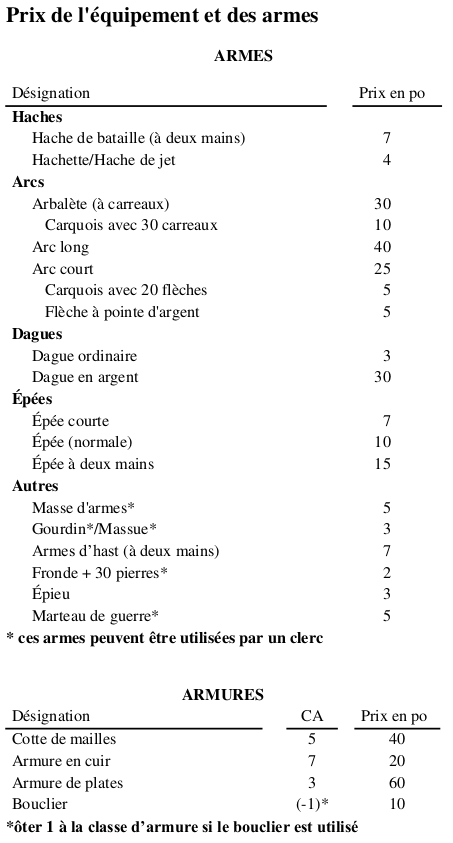 Prix de l'équipement et des armes
ARMES
Désignation Prix en po
Haches
Hache de bataille (à deux mains) 7
Hachette/Hache de jet 4
Arcs
Arbalète (à carreaux) 30
Carquois avec 30 carreaux 10
Arc long 40
Arc court 25
Carquois avec 20 flèches 5
Flèche à pointe d'argent 5
Dagues
Dague ordinaire 3
Dague en argent 30
Épées
Épée courte 7
Épée (normale) 10
Épée à deux mains 15
Autres
Masse d'armes* 5
Gourdin*/Massue* 3
Armes d’hast (à deux mains) 7
Fronde + 30 pierres* 2
Épieu 3
Marteau de guerre* 5
* ces armes peuvent être utilisées par un clerc
ARMURES
Désignation CA Prix en po
Cotte de mailles 5 40
Armure en cuir 7 20
Armure de plates 3 60
Bouclier (-1)* 10
*ôter 1 à la classe d’armure si le bouclier est utilisé